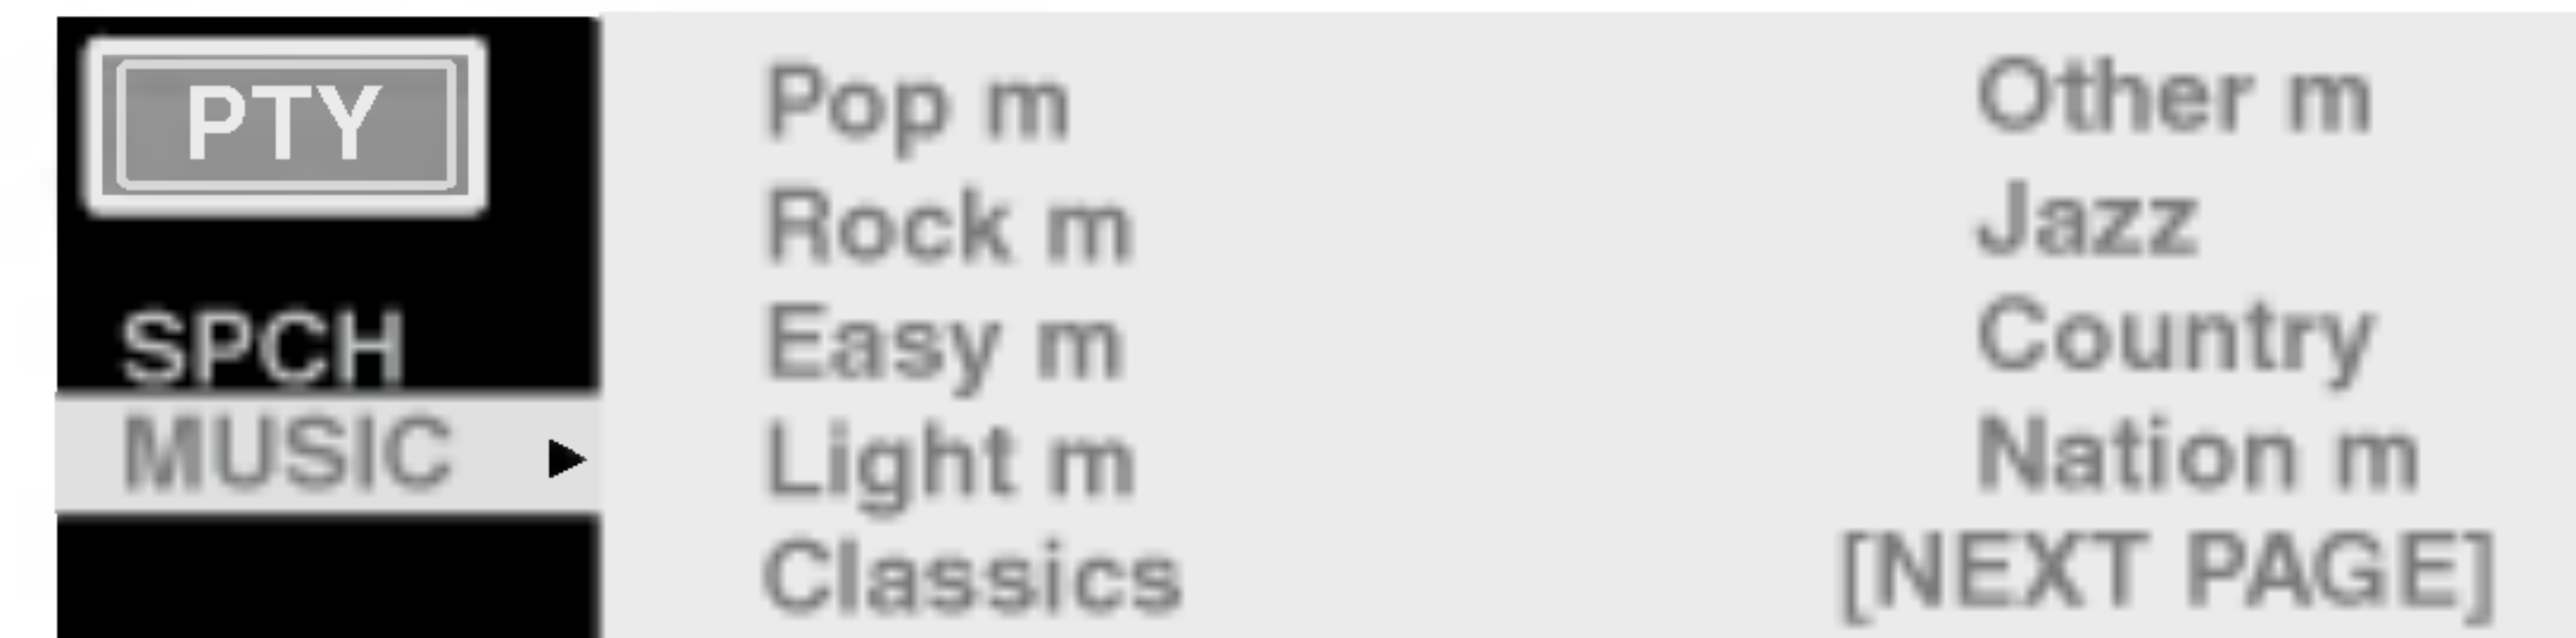 PTY
SPCH
MUSIC
Pop m
Rock m
Easy m
Light m
Classics
Other m
Jazz
Country
Nation m
[NEXT PAGE]